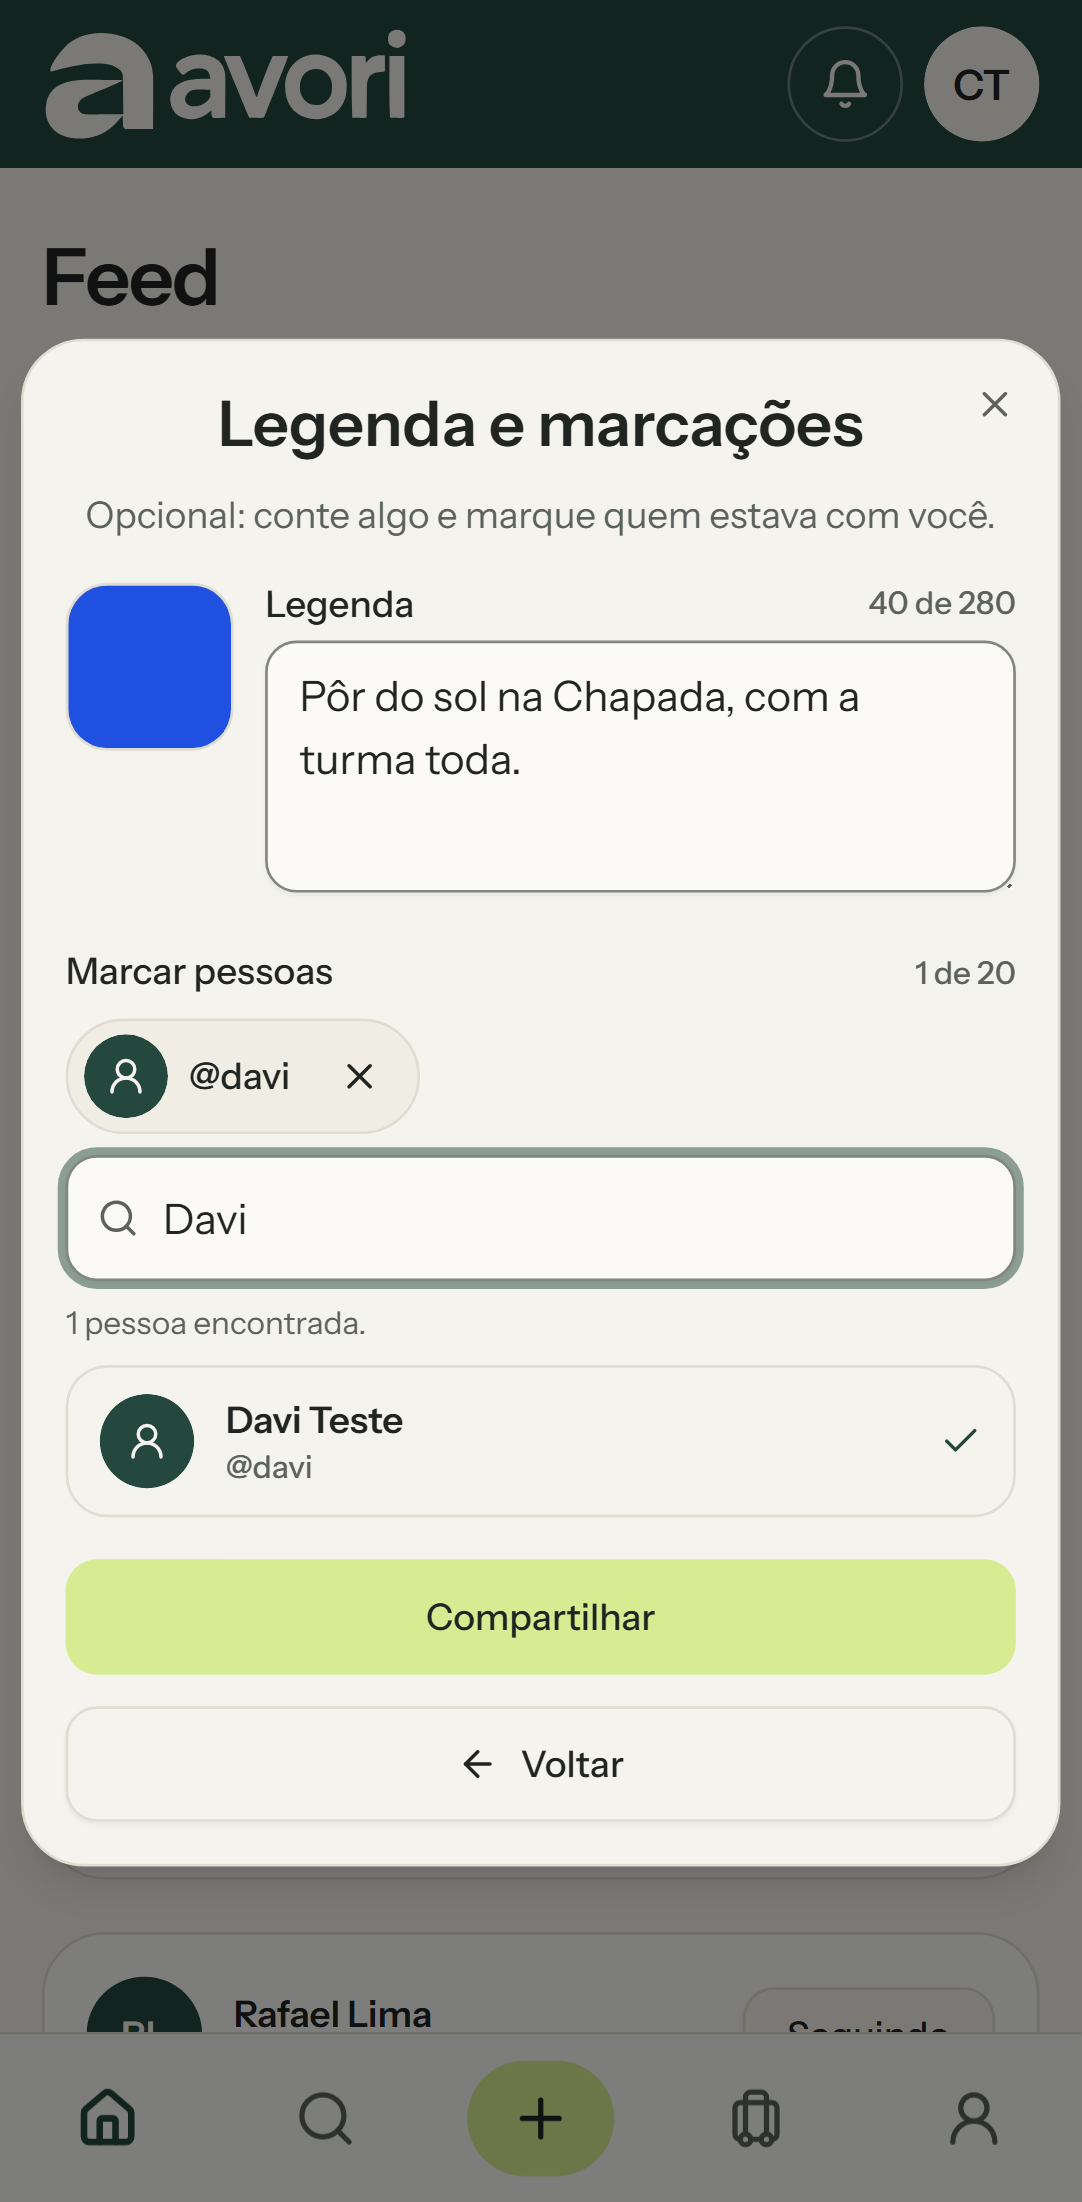 avori
CT
Feed
Legenda e marcações
Opcional: conte algo e marque quem estava com você.
Legenda
40 de 280
Pôr do sol na Chapada, com a
turma toda.
Marcar pessoas
1 de 20
@davi
Davi
1 pessoa encontrada.
Davi Teste
@davi
Compartilhar
Voltar
Rafael Lima
Seguindo